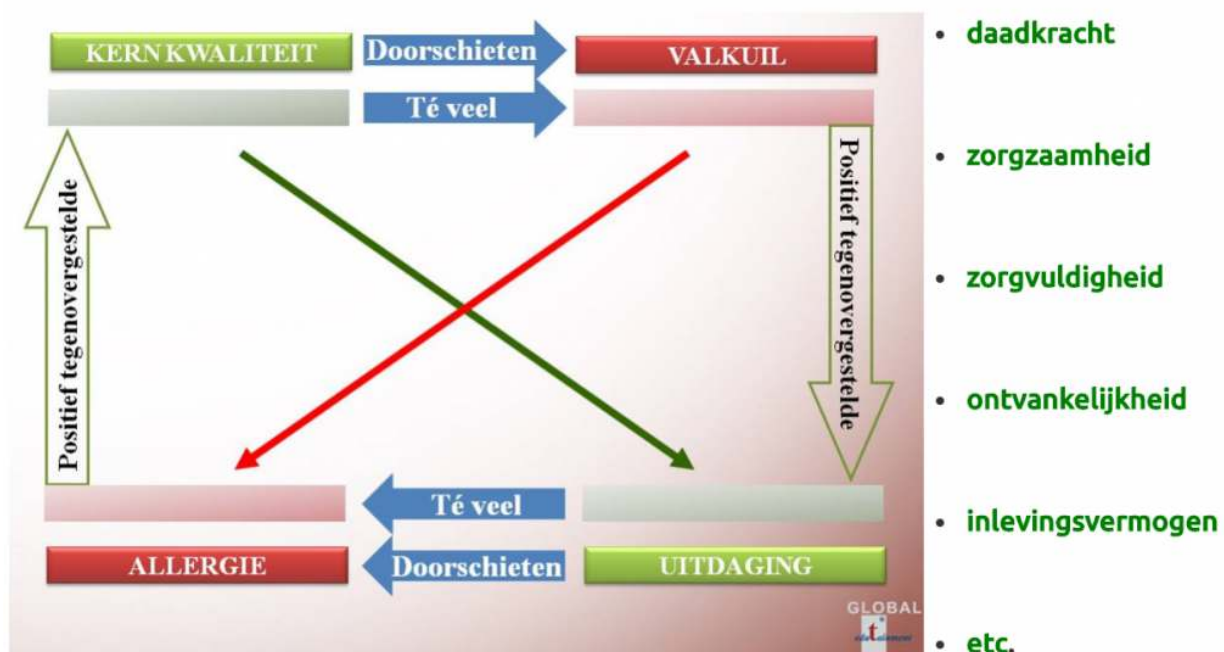 KERN KWALITEIT
Doorschieten
VALKUIL
Té veel
Positief tegenovergestelde
Positief tegenovergestelde
Té veel
ALLERGIE
Doorschieten
UITDAGING
GLOBAL
• daadkracht
• zorgzaamheid
• zorgvuldigheid
• ontvankelijkheid
• inlevingsvermogen
• etc.